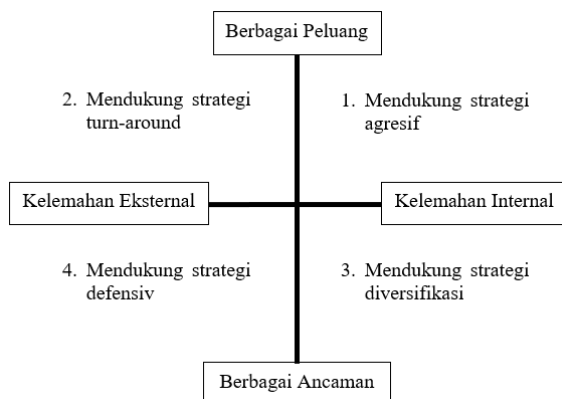 Berbagai Peluang
2. Mendukung strategi
turn-around
1. Mendukung strategi
agresif
Kelemahan Eksternal
Kelemahan Internal
4. Mendukung strategi
defensiv
3. Mendukung strategi
diversifikasi
Berbagai Ancaman